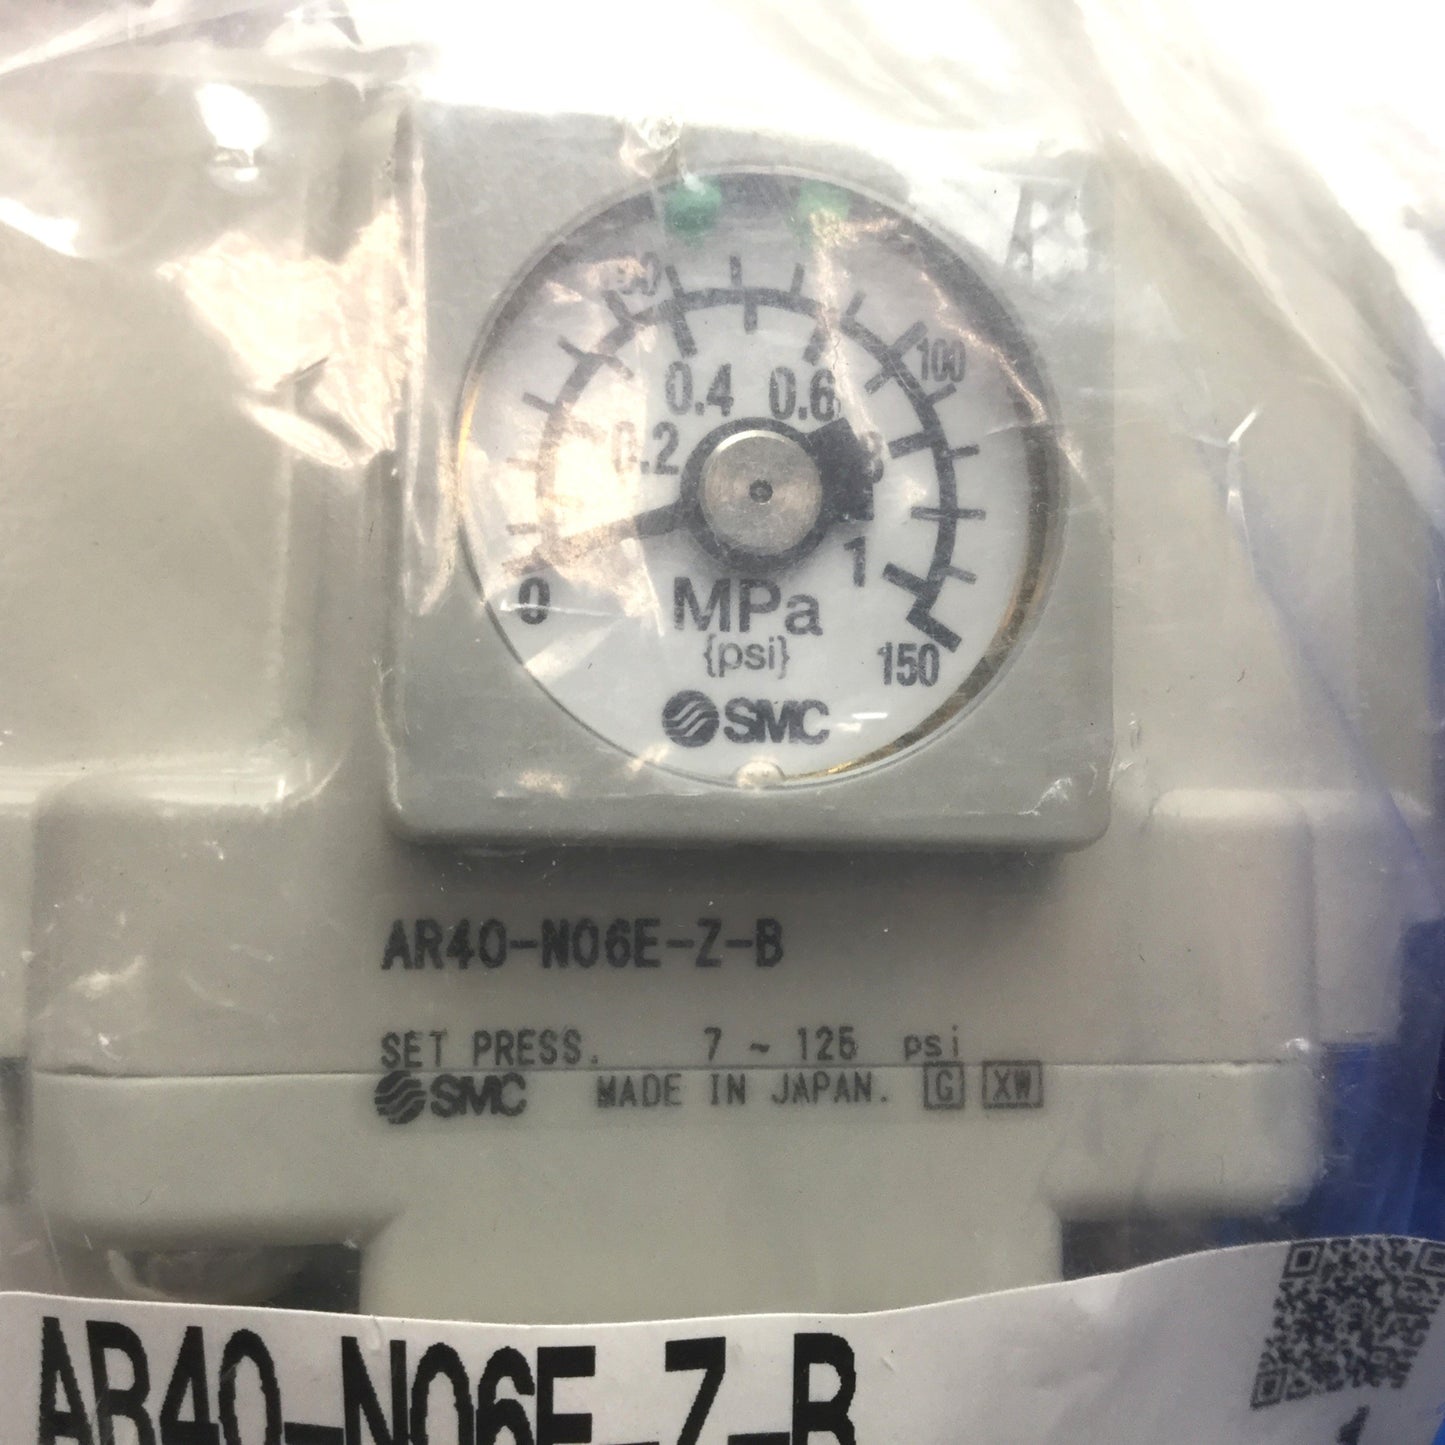 50
100
0.4 0.6
0.2
0
1
MPa
{psi}
150
SMC
AR40-N06E-Z-B
SET PRESS. 7 ~ 125 psi
SMC MADE IN JAPAN. G XW
AR40-N06E-Z-B